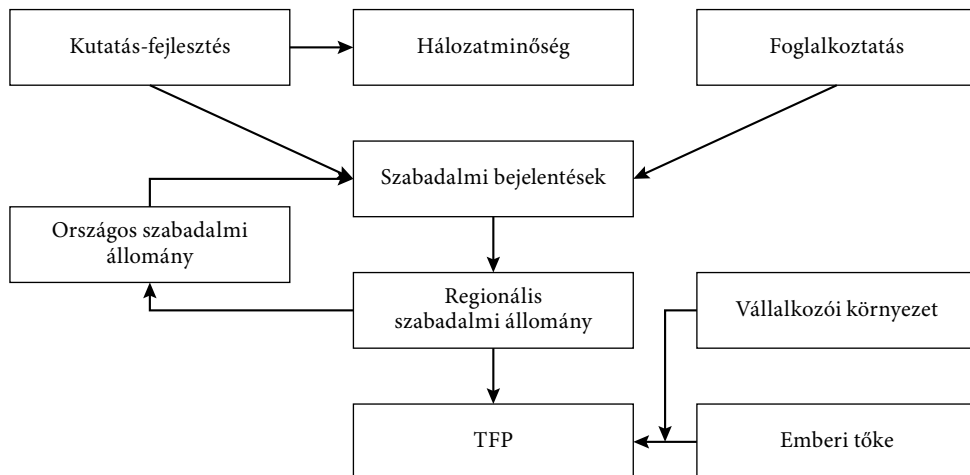 Kutatás-fejlesztés
Hálozatminőség
Foglalkoztatás
Szabadalmi bejelentések
Országos szabadalmi
állomány
Regionális
szabadalmi állomány
Vállalkozói környezet
TFP
Emberi tőke